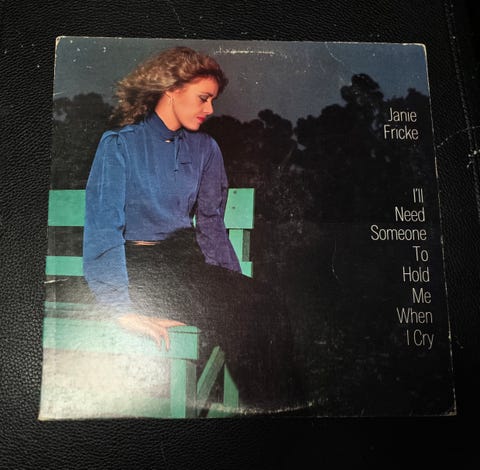 Janie
Fricke
I'll
Need
Someone
To
Hold
Me
When
I Cry